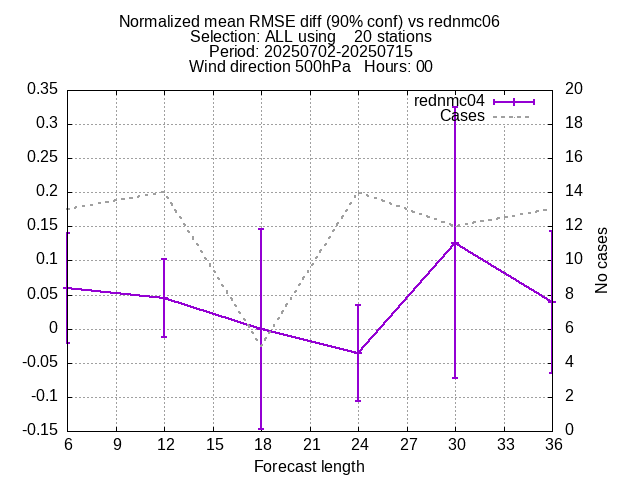 Normalized mean RMSE diff (90% conf) vs rednmc06
Selection: ALL using    20 stations
Period: 20250702-20250715
Wind direction 500hPa   Hours: 00
0.35
0.3
0.25
0.2
0.15
0.1
0.05
0
-0.05
-0.1
-0.15
rednmc04
Cases
20
18
16
14
12
10
8
6
4
2
0
No cases
6 9 12 15 18 21 24 27 30 33 36
Forecast length